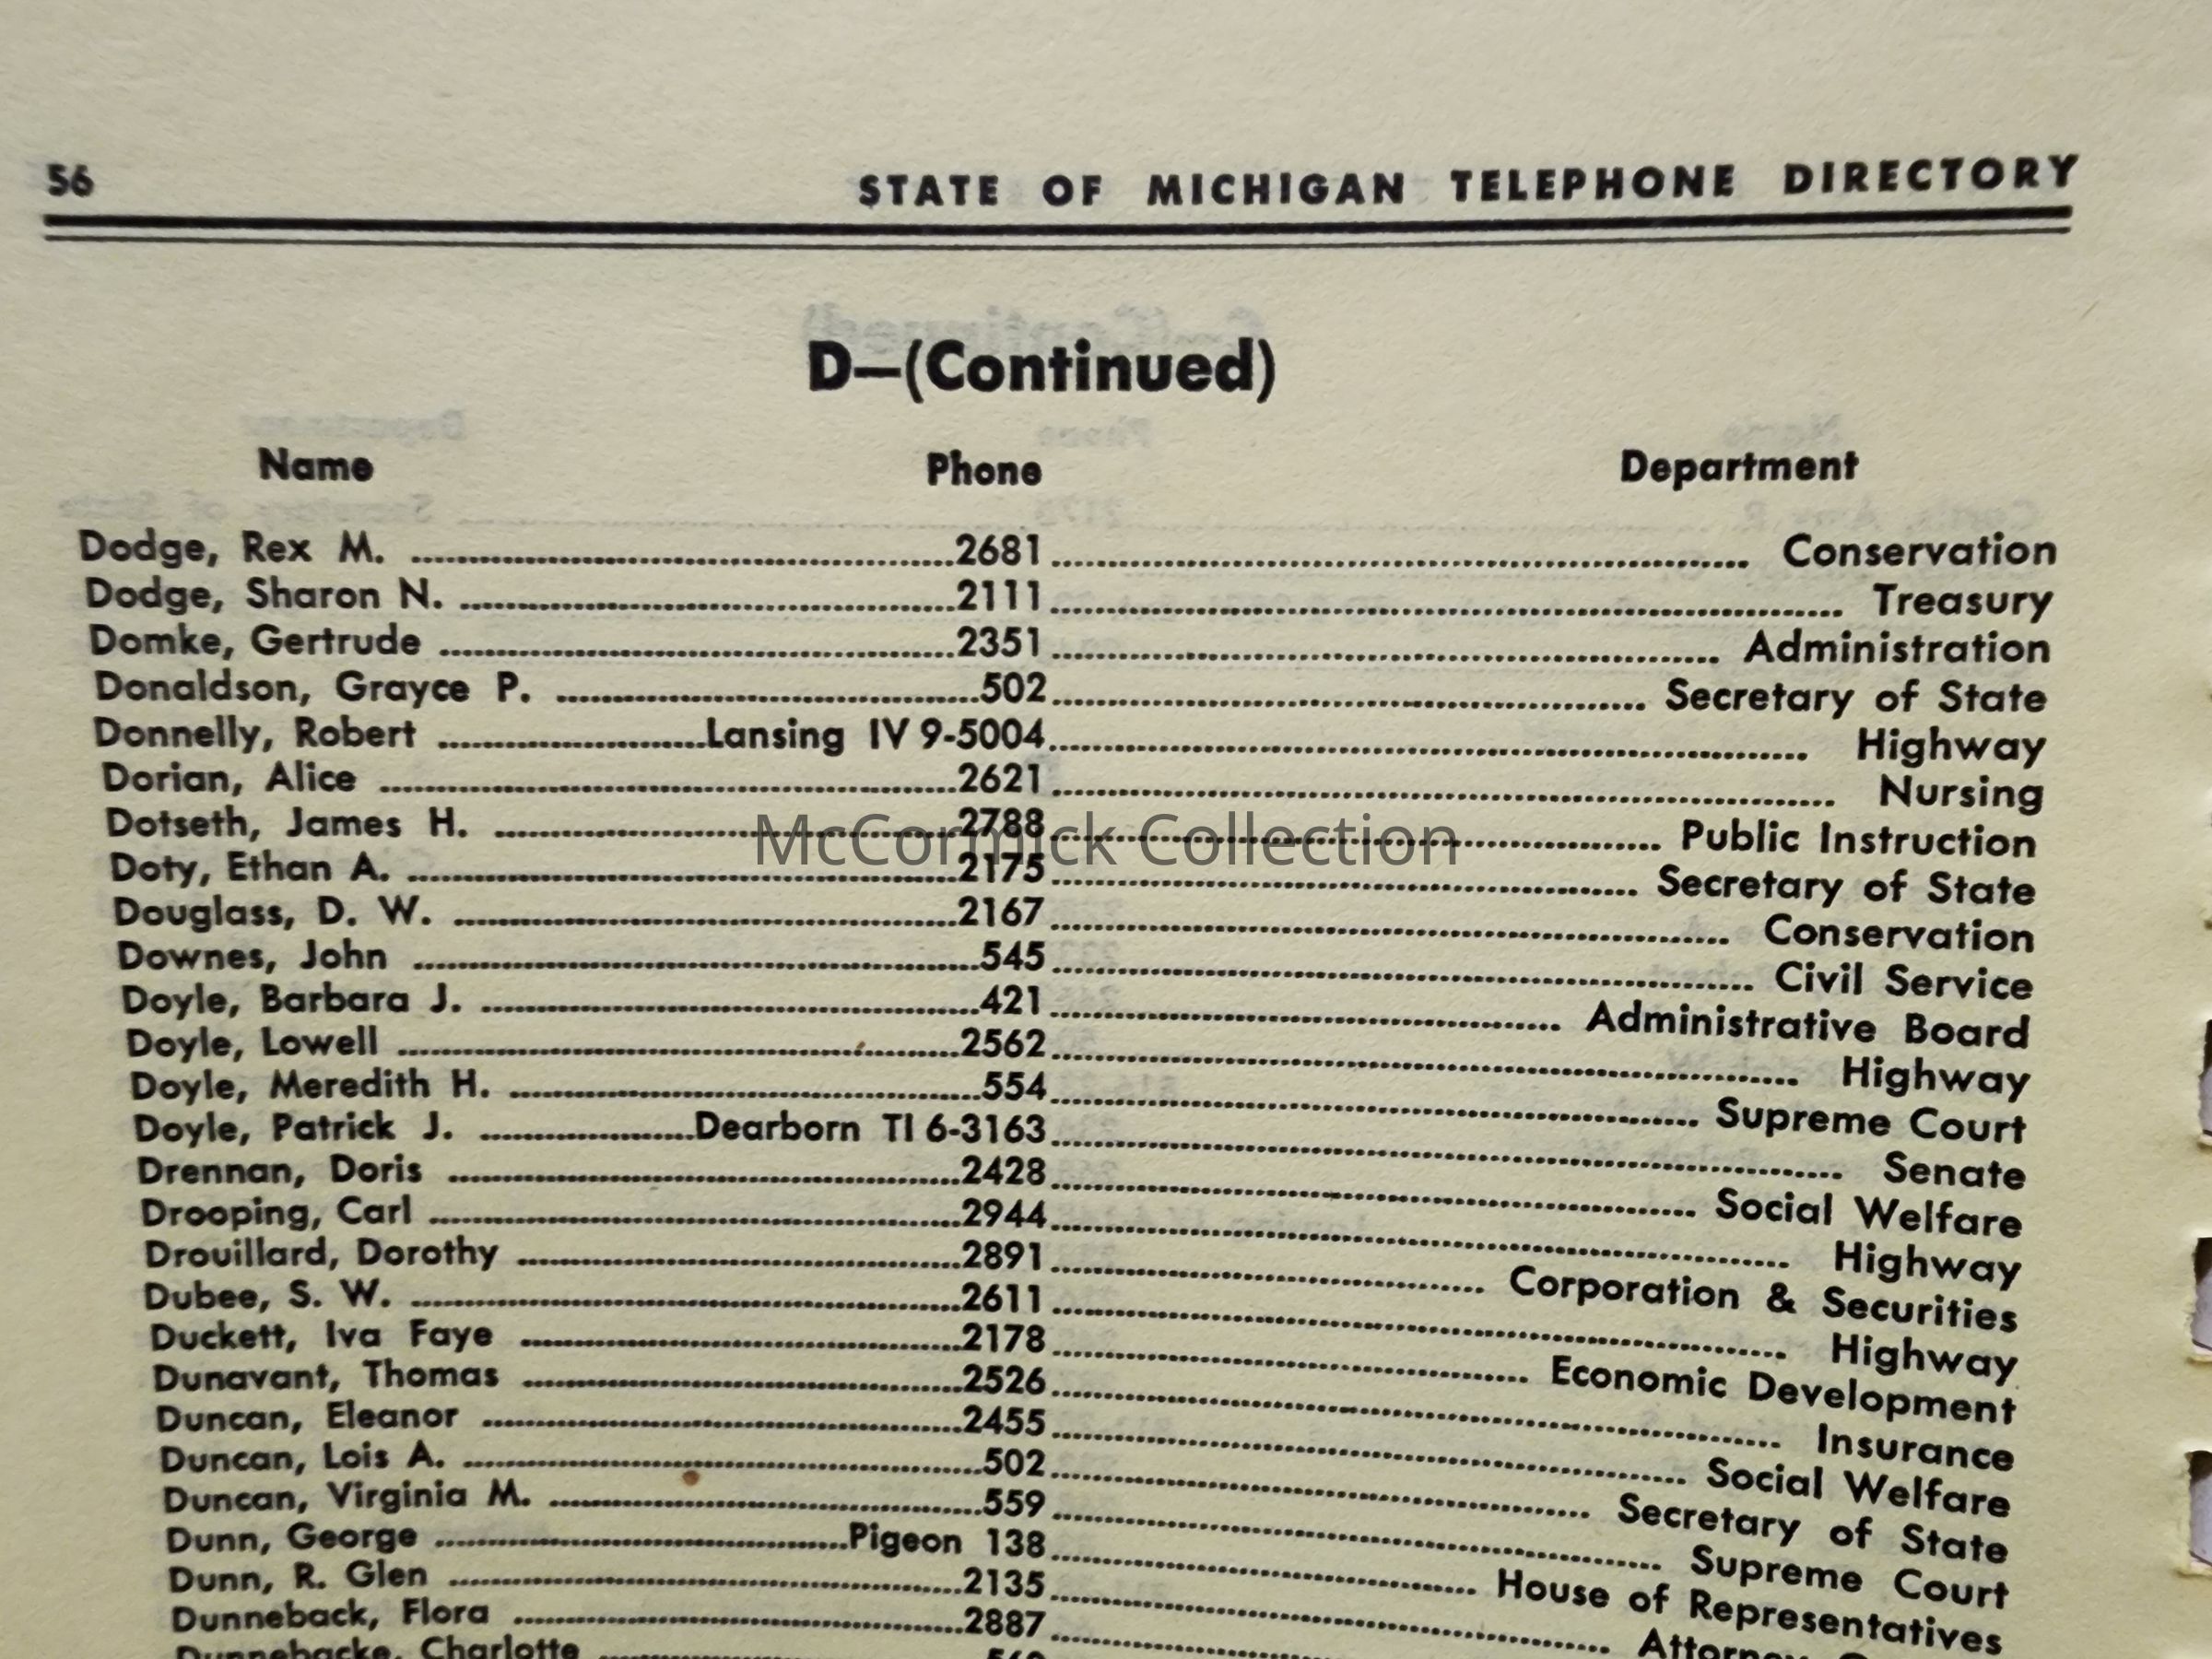 56 STATE OF MICHIGAN TELEPHONE DIRECTORY
D—(Continued)
Name Phone Department
Dodge, Rex M. 2681 Conservation
Dodge, Sharon N. 2111 Treasury
Domke, Gertrude 2351 Administration
Donaldson, Grayce P. 502 Secretary of State
Donnelly, Robert Lansing IV 9-5004 Highway
Dorian, Alice 2621 Nursing
Dotseth, James H. 2788 Public Instruction
McCormick Collection
Doty, Ethan A. 2175 Secretary of State
Douglass, D. W. 2167 Conservation
Downes, John 545 Civil Service
Doyle, Barbara J. 421 Administrative Board
Doyle, Lowell 2562 Highway
Doyle, Meredith H. 554 Supreme Court
Doyle, Patrick J. Dearborn TI 6-3163 Senate
Drennan, Doris 2428 Social Welfare
Drooping, Carl 2944 Highway
Drouillard, Dorothy 2891 Corporation & Securities
Dubee, S. W. 2611 Highway
Duckett, Iva Faye 2178 Economic Development
Dunavant, Thomas 2526 Insurance
Duncan, Eleanor 2455 Social Welfare
Duncan, Lois A. 502 Secretary of State
Duncan, Virginia M. 559 Supreme Court
Dunn, George Pigeon 138 House of Representatives
Dunn, R. Glen 2135 Attorney
Dunneback, Flora 2887
Dunnebacke, Charlotte